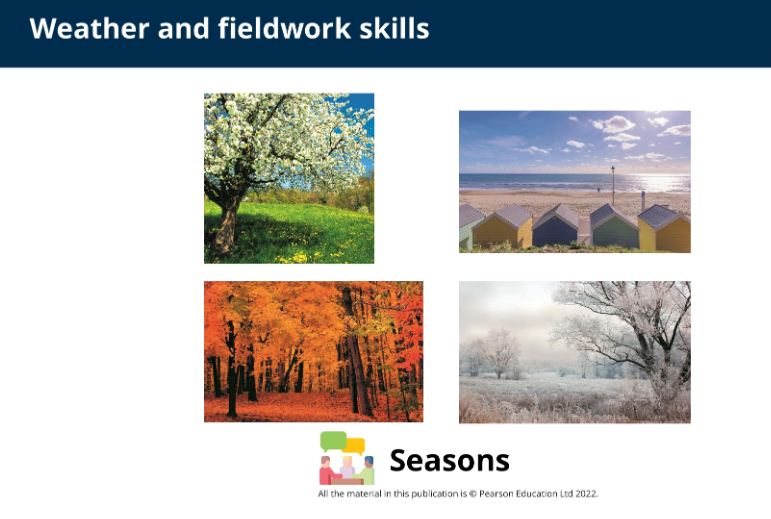 Weather and fieldwork skills
Seasons
All the material in this publication is © Pearson Education Ltd 2022.